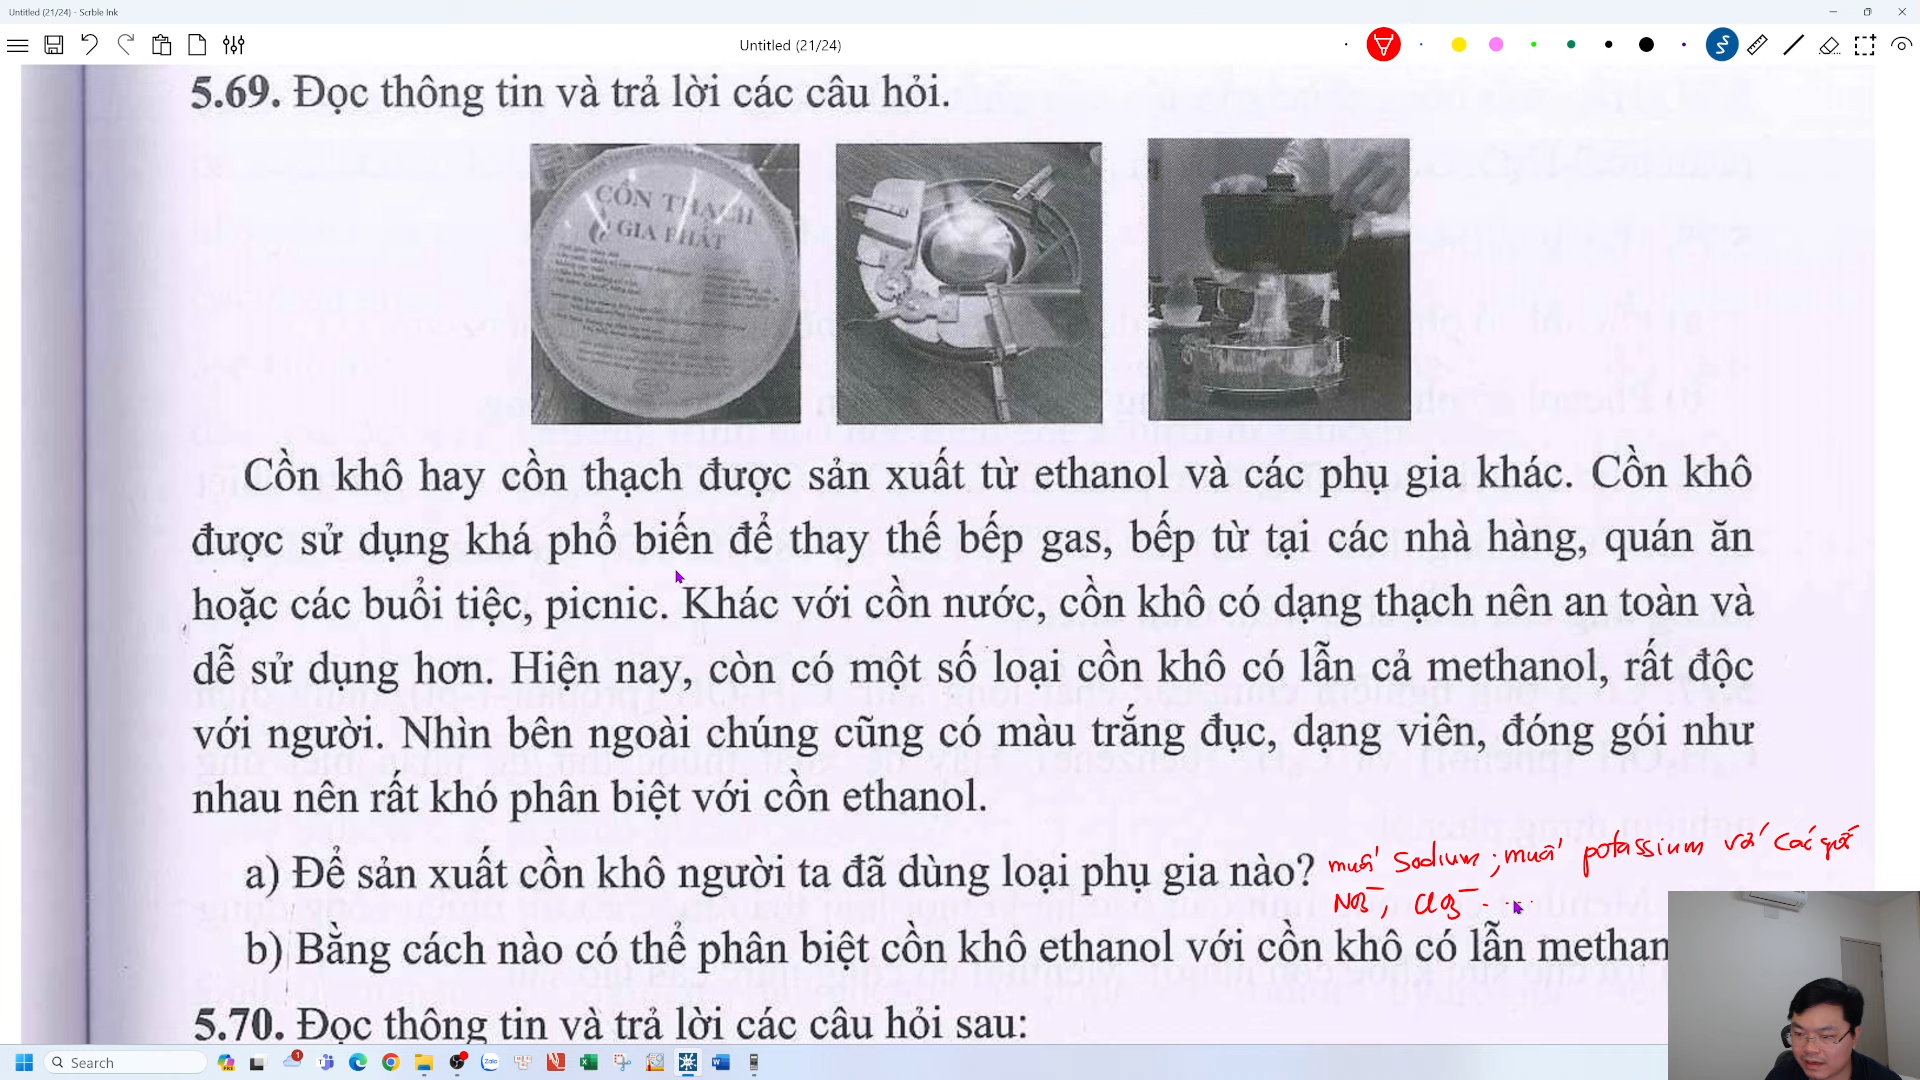 Untitled (21/24) - Scrble Ink
Untitled (21/24)
5.69. Đọc thông tin và trả lời các câu hỏi.
CỒN THẠCH
GIA PHÁT
Cồn khô hay cồn thạch được sản xuất từ ethanol và các phụ gia khác. Cồn khô
được sử dụng khá phổ biến để thay thế bếp gas, bếp từ tại các nhà hàng, quán ăn
hoặc các buổi tiệc, picnic. Khác với cồn nước, cồn khô có dạng thạch nên an toàn và
dễ sử dụng hơn. Hiện nay, còn có một số loại cồn khô có lẫn cả methanol, rất độc
với người. Nhìn bên ngoài chúng cũng có màu trắng đục, dạng viên, đóng gói như
nhau nên rất khó phân biệt với cồn ethanol.
a) Để sản xuất cồn khô người ta đã dùng loại phụ gia nào? muối Sodium; muối potassium với các gốc
NO3⁻, ClO3⁻ ...
b) Bằng cách nào có thể phân biệt cồn khô ethanol với cồn khô có lẫn methan
5.70. Đọc thông tin và trả lời các câu hỏi sau:
Search